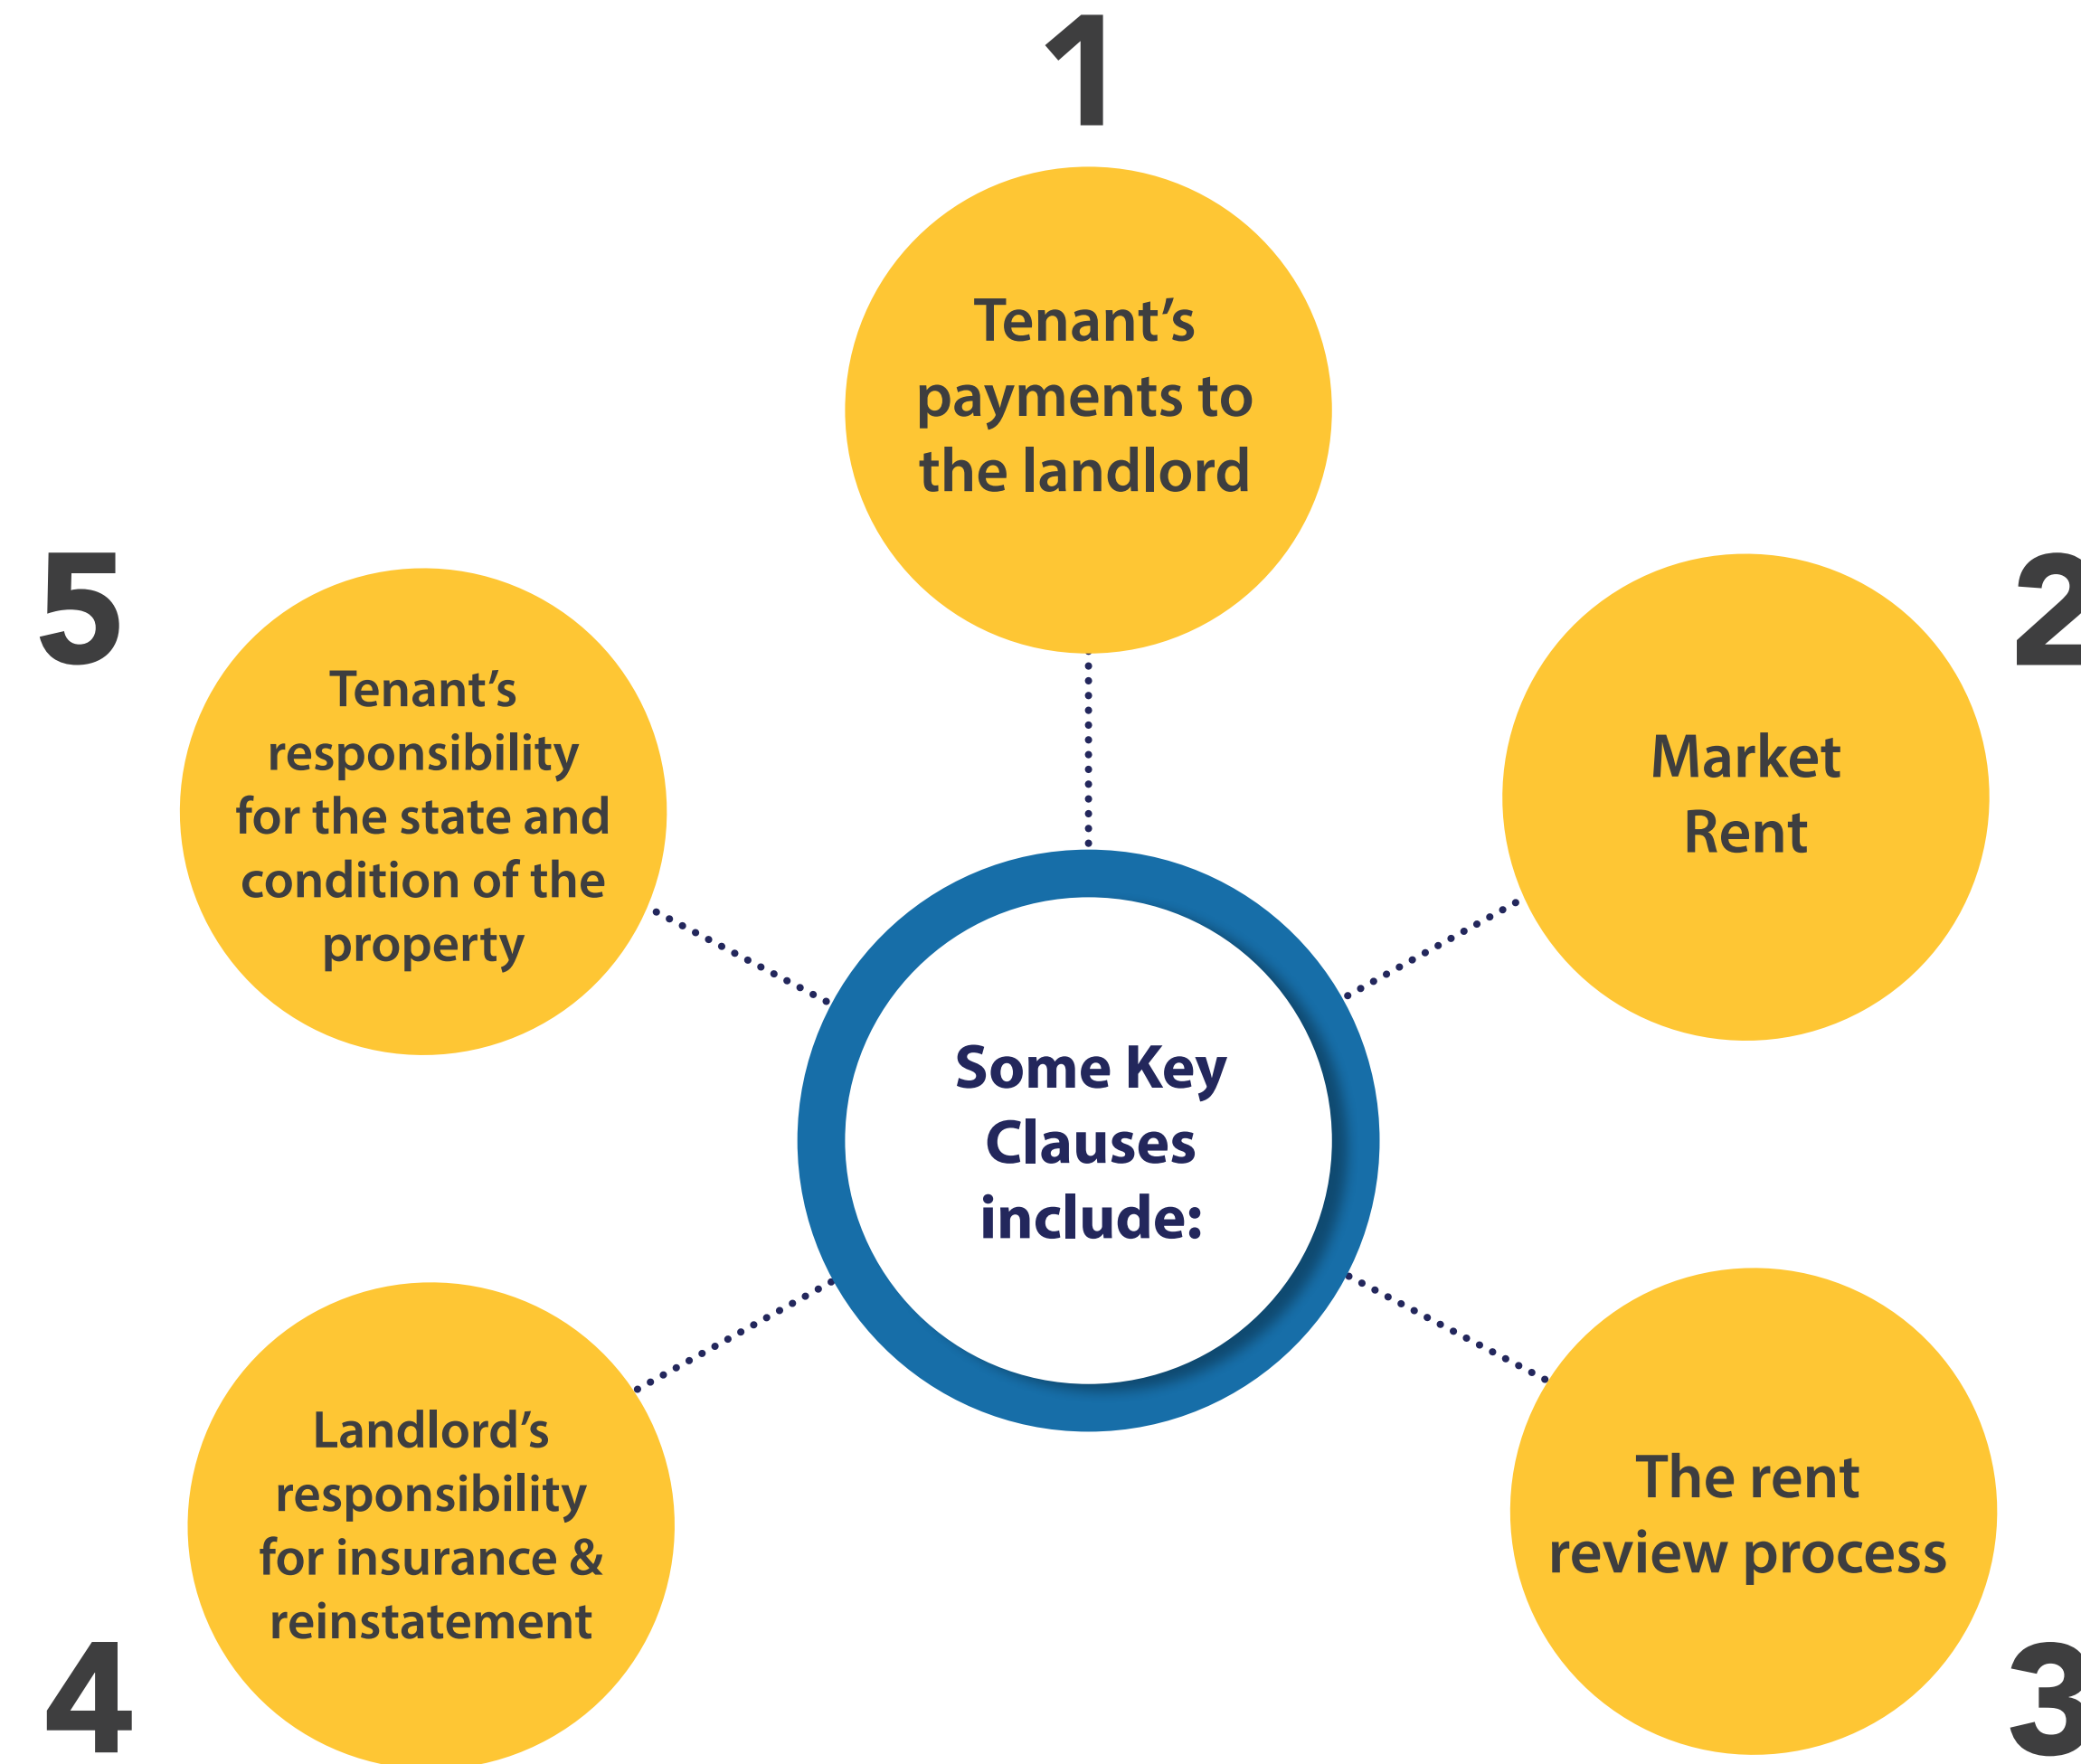 1
Tenant’s
payments to
the landlord
2
Market
Rent
3
The rent
review process
4
Landlord’s
responsibility
for insurance &
reinstatement
5
Tenant’s
responsibility
for the state and
condition of the
property
Some Key
Clauses
include: